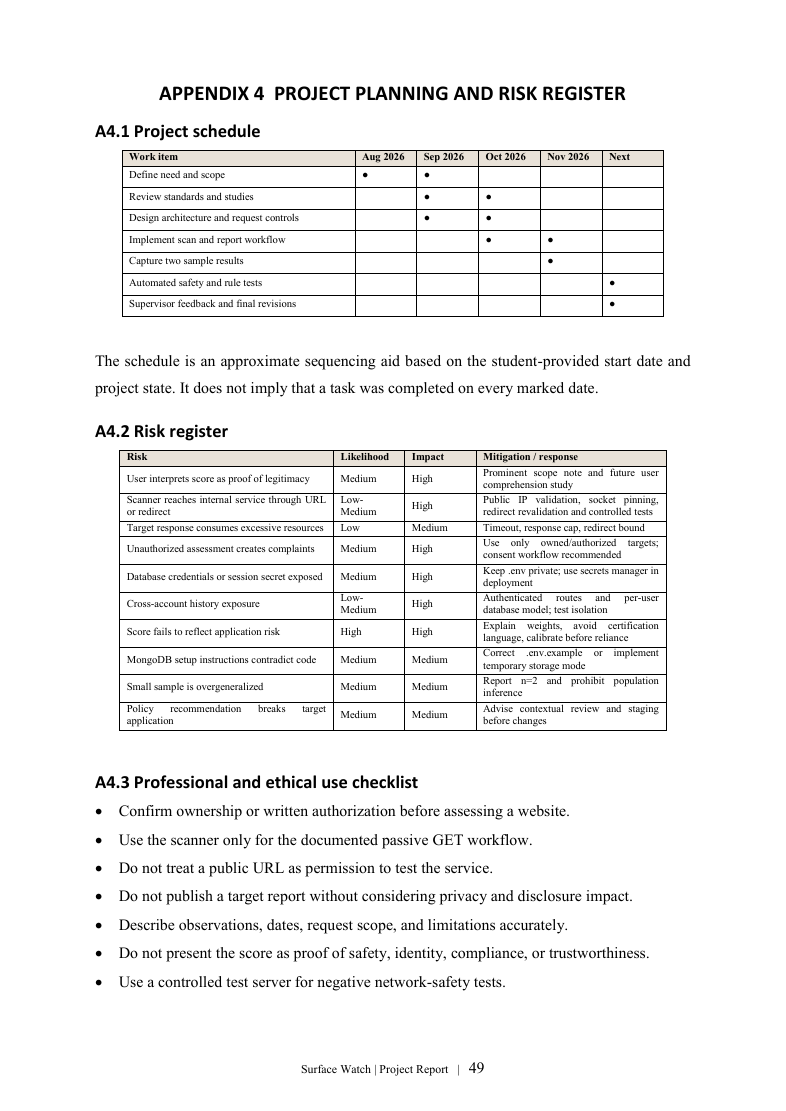 APPENDIX 4 PROJECT PLANNING AND RISK REGISTER
A4.1 Project schedule
Work item Aug 2026 Sep 2026 Oct 2026 Nov 2026 Next
Define need and scope ● ●
Review standards and studies ● ●
Design architecture and request controls ● ●
Implement scan and report workflow ● ●
Capture two sample results ●
Automated safety and rule tests ●
Supervisor feedback and final revisions ●
The schedule is an approximate sequencing aid based on the student-provided start date and
project state. It does not imply that a task was completed on every marked date.
A4.2 Risk register
Risk Likelihood Impact Mitigation / response
User interprets score as proof of legitimacy Medium High Prominent scope note and future user
comprehension study
Scanner reaches internal service through URL
or redirect Low-
Medium High Public IP validation, socket pinning,
redirect revalidation and controlled tests
Target response consumes excessive resources Low Medium Timeout, response cap, redirect bound
Unauthorized assessment creates complaints Medium High Use only owned/authorized targets;
consent workflow recommended
Database credentials or session secret exposed Medium High Keep .env private; use secrets manager in
deployment
Cross-account history exposure Low-
Medium High Authenticated routes and per-user
database model; test isolation
Score fails to reflect application risk High High Explain weights, avoid certification
language, calibrate before reliance
MongoDB setup instructions contradict code Medium Medium Correct .env.example or implement
temporary storage mode
Small sample is overgeneralized Medium Medium Report n=2 and prohibit population
inference
Policy recommendation breaks target
application Medium Medium Advise contextual review and staging
before changes
A4.3 Professional and ethical use checklist
• Confirm ownership or written authorization before assessing a website.
• Use the scanner only for the documented passive GET workflow.
• Do not treat a public URL as permission to test the service.
• Do not publish a target report without considering privacy and disclosure impact.
• Describe observations, dates, request scope, and limitations accurately.
• Do not present the score as proof of safety, identity, compliance, or trustworthiness.
• Use a controlled test server for negative network-safety tests.
Surface Watch | Project Report | 49